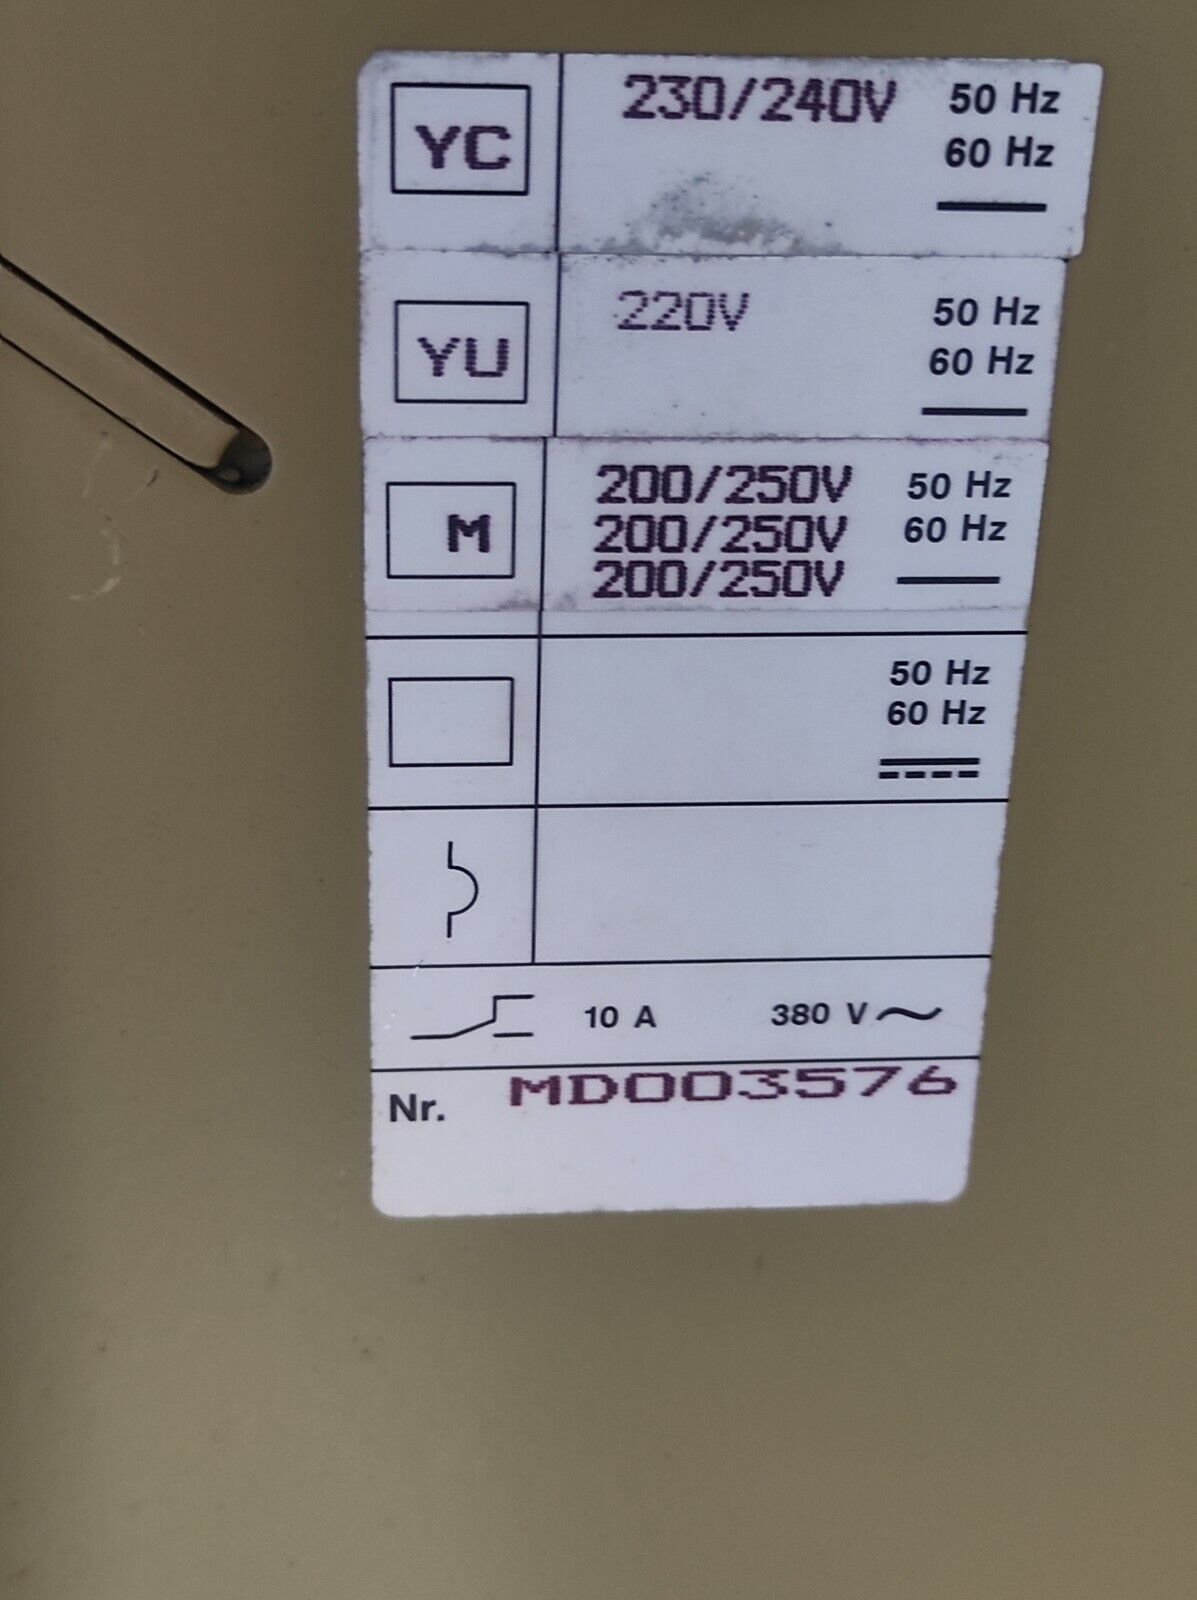 YC 230/240V 50 Hz
60 Hz
YU 220V 50 Hz
60 Hz
M 200/250V 50 Hz
200/250V 60 Hz
200/250V
50 Hz
60 Hz
10 A 380 V ~
Nr. MD003576